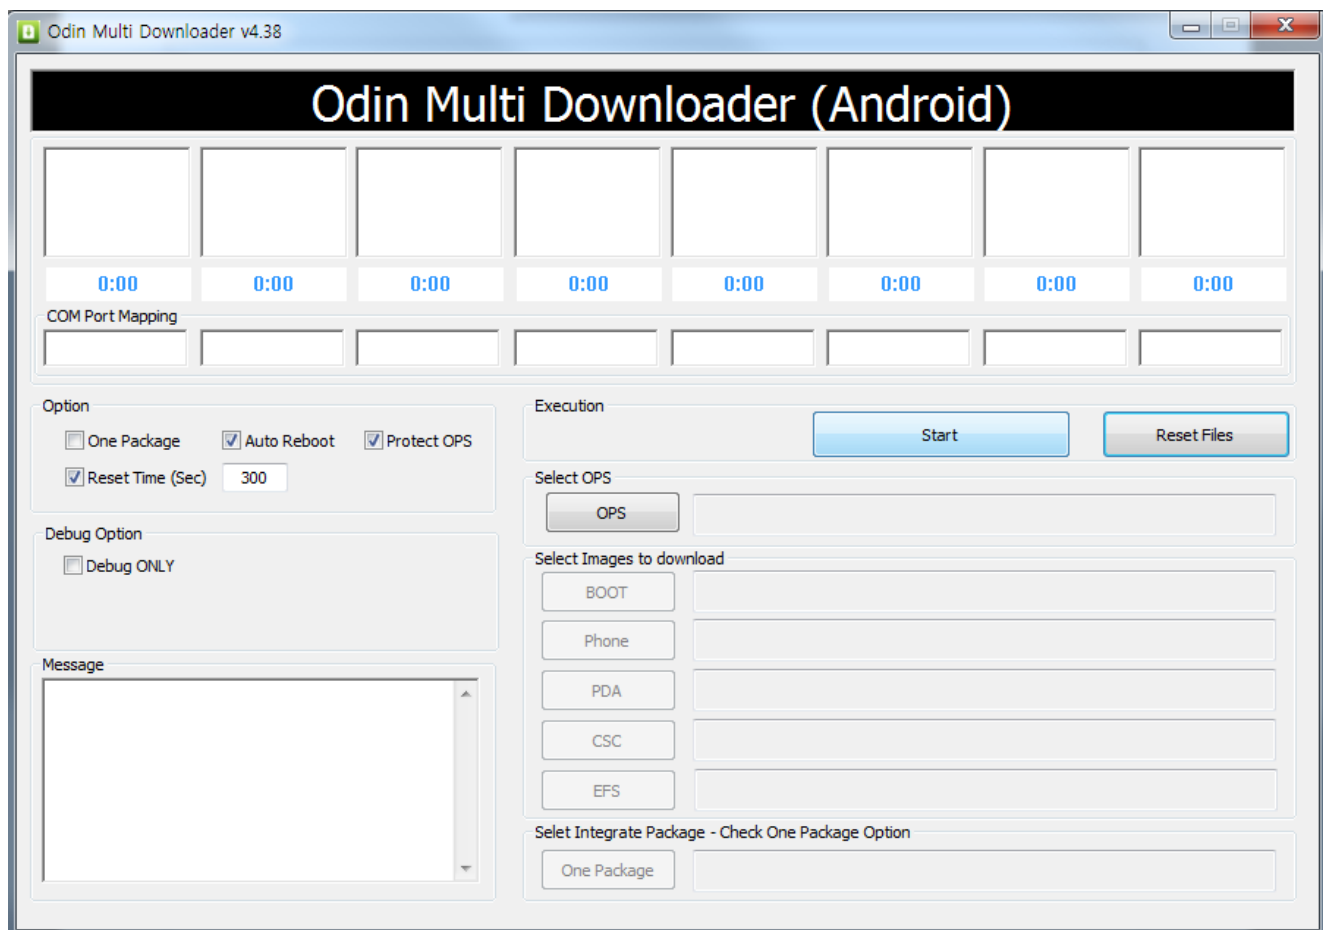 Odin Multi Downloader v4.38
Odin Multi Downloader (Android)
0:00 0:00 0:00 0:00 0:00 0:00 0:00 0:00
COM Port Mapping
Option
One Package Auto Reboot Protect OPS
Reset Time (Sec) 300
Debug Option
Debug ONLY
Message
Execution
Start Reset Files
Select OPS
OPS
Select Images to download
BOOT
Phone
PDA
CSC
EFS
Selet Integrate Package - Check One Package Option
One Package